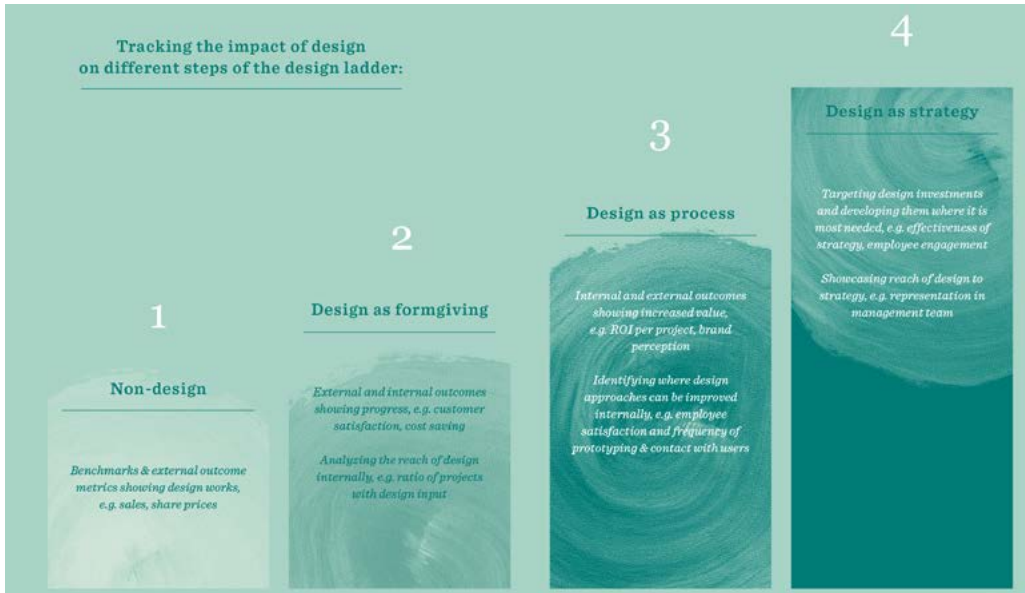 Tracking the impact of design
on different steps of the design ladder:
1
Non-design
Benchmarks & external outcome
metrics showing design works,
e.g. sales, share prices
2
Design as formgiving
External and internal outcomes
showing progress, e.g. customer
satisfaction, cost saving
Analyzing the reach of design
internally, e.g. ratio of projects
with design input
3
Design as process
Internal and external outcomes
showing increased value,
e.g. ROI per project, brand
perception
Identifying where design
approaches can be improved
internally, e.g. employee
satisfaction and frequency of
prototyping & contact with users
4
Design as strategy
Targeting design investments
and developing them where it is
most needed, e.g. effectiveness of
strategy, employee engagement
Showcasing reach of design to
strategy, e.g. representation in
management team